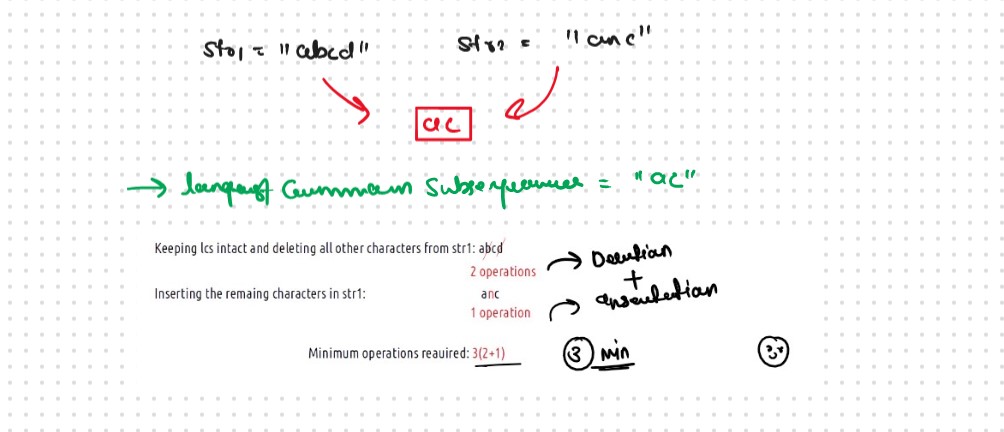 str1 = "abcd" str2 = "anc"
ac
→ longest Common Subsequence = "ac"
Keeping lcs intact and deleting all other characters from str1: abcd
2 operations → Deletion
+
Inserting the remaing characters in str1: anc → insertion
1 operation
Minimum operations reauired: 3(2+1) 3 min